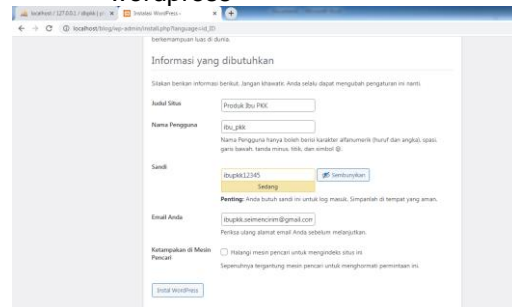 wordpress
localhost / 127.0.0.1 / dbpkk | p
Instalasi WordPress ‹
localhost/blog/wp-admin/install.php?language=id_ID
berkemampuan luas di dunia.
Informasi yang dibutuhkan
Silakan berikan informasi berikut. Jangan khawatir. Anda selalu dapat mengubah pengaturan ini nanti.
Judul Situs
Produk Ibu PKK
Nama Pengguna
ibu_pkk
Nama Pengguna hanya boleh berisi karakter alfanumerik (huruf dan angka), spasi,
garis bawah, tanda minus, titik, dan simbol @.
Sandi
ibupkk12345
Sembunyikan
Sedang
Penting: Anda butuh sandi ini untuk log masuk. Simpanlah di tempat yang aman.
Email Anda
ibupkk.seimencirim@gmail.com
Periksa ulang alamat email Anda sebelum melanjutkan.
Ketampakan di Mesin
Pencari
Halangi mesin pencari untuk mengindeks situs ini
Sepenuhnya tergantung mesin pencari untuk menghormati permintaan ini.
Instal WordPress